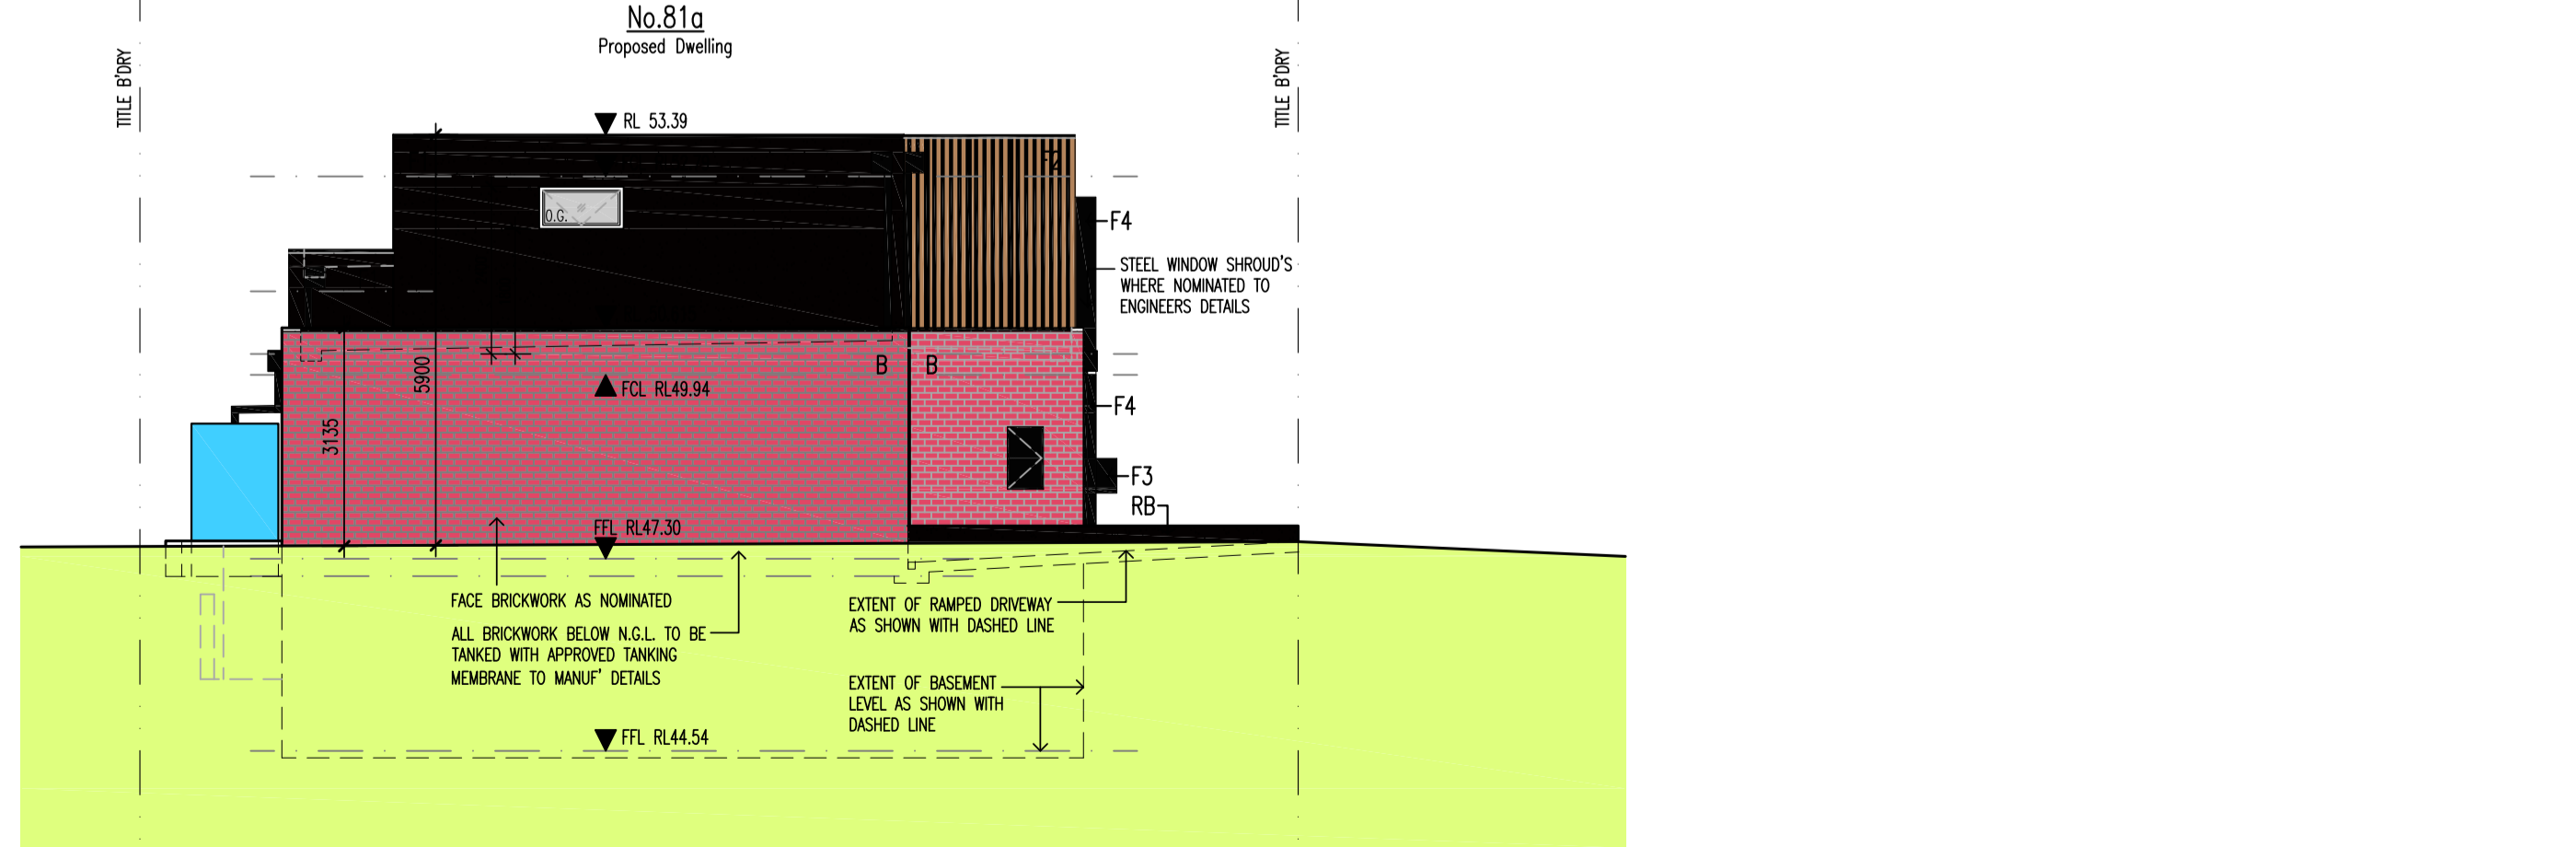 No.81a
Proposed Dwelling
TITLE B'DRY
TITLE B'DRY
RL 53.39
F2
O.G.
F4
STEEL WINDOW SHROUD'S
WHERE NOMINATED TO
ENGINEERS DETAILS
B
B
5900
FCL RL49.94
F4
3135
F3
RB
FFL RL47.30
FACE BRICKWORK AS NOMINATED
ALL BRICKWORK BELOW N.G.L. TO BE
TANKED WITH APPROVED TANKING
MEMBRANE TO MANUF' DETAILS
EXTENT OF RAMPED DRIVEWAY
AS SHOWN WITH DASHED LINE
EXTENT OF BASEMENT
LEVEL AS SHOWN WITH
DASHED LINE
FFL RL44.54